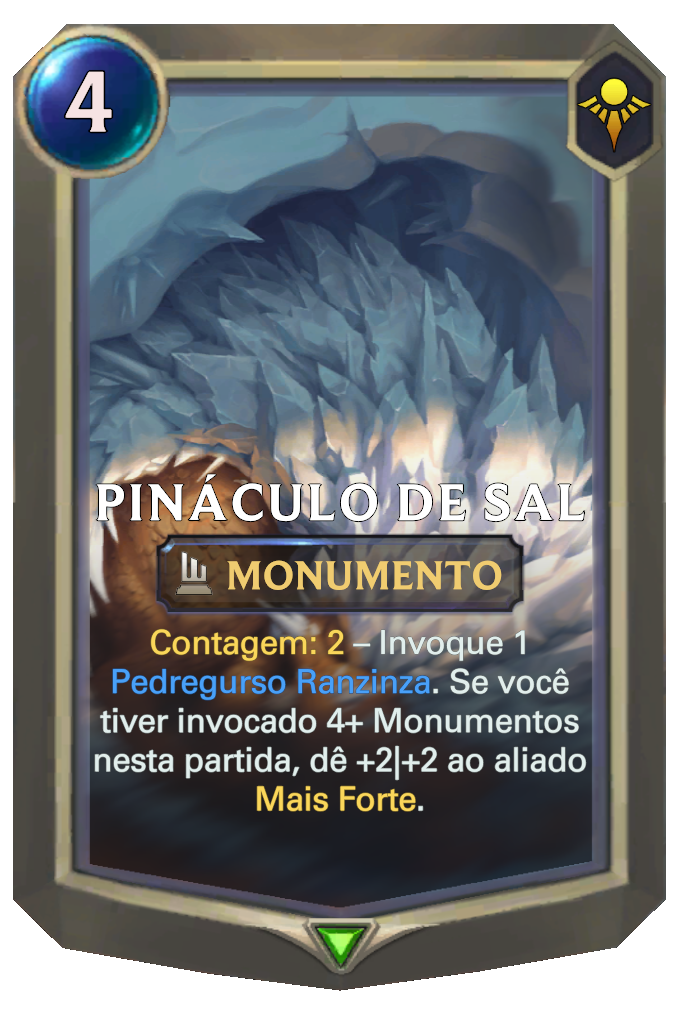 4
PINÁCULO DE SAL
MONUMENTO
Contagem: 2 – Invoque 1
Pedregurso Ranzinza. Se você
tiver invocado 4+ Monumentos
nesta partida, dê +2|+2 ao aliado
Mais Forte.